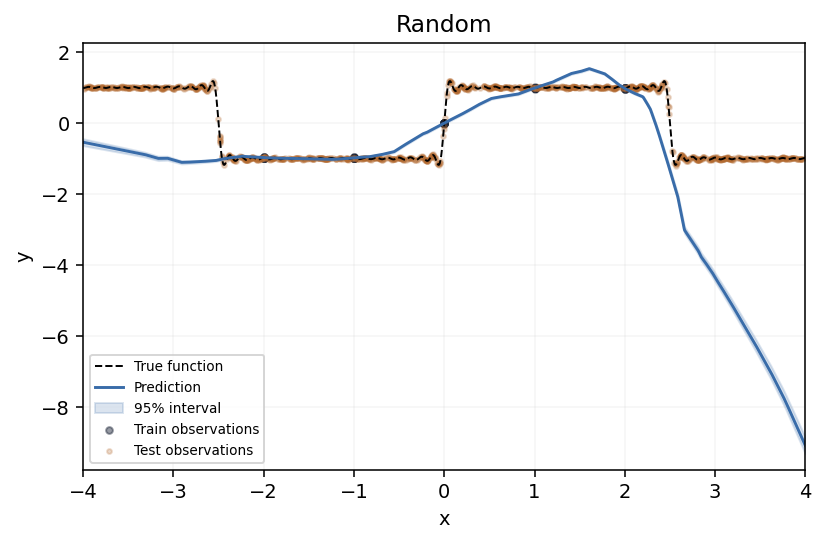 Random
2
0
−2
−4
−6
−8
y
True function
Prediction
95% interval
Train observations
Test observations
−4
−3
−2
−1
0
1
2
3
4
x